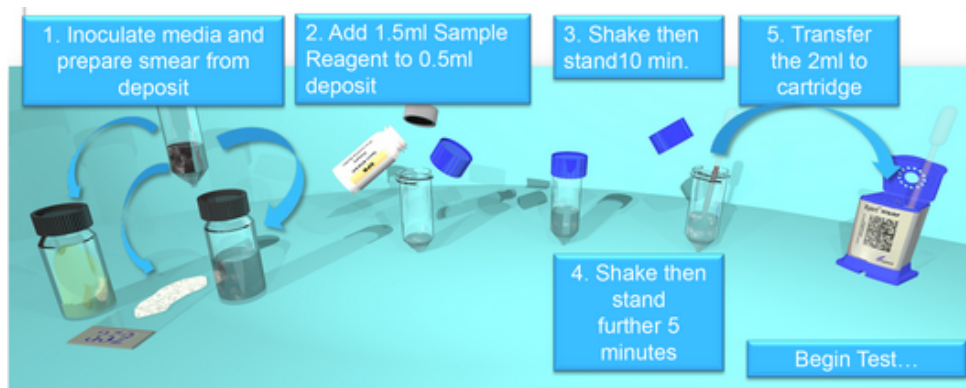 1. Inoculate media and
prepare smear from
deposit
2. Add 1.5ml Sample
Reagent to 0.5ml
deposit
3. Shake then
stand10 min.
4. Shake then
stand
further 5
minutes
5. Transfer
the 2ml to
cartridge
Begin Test…